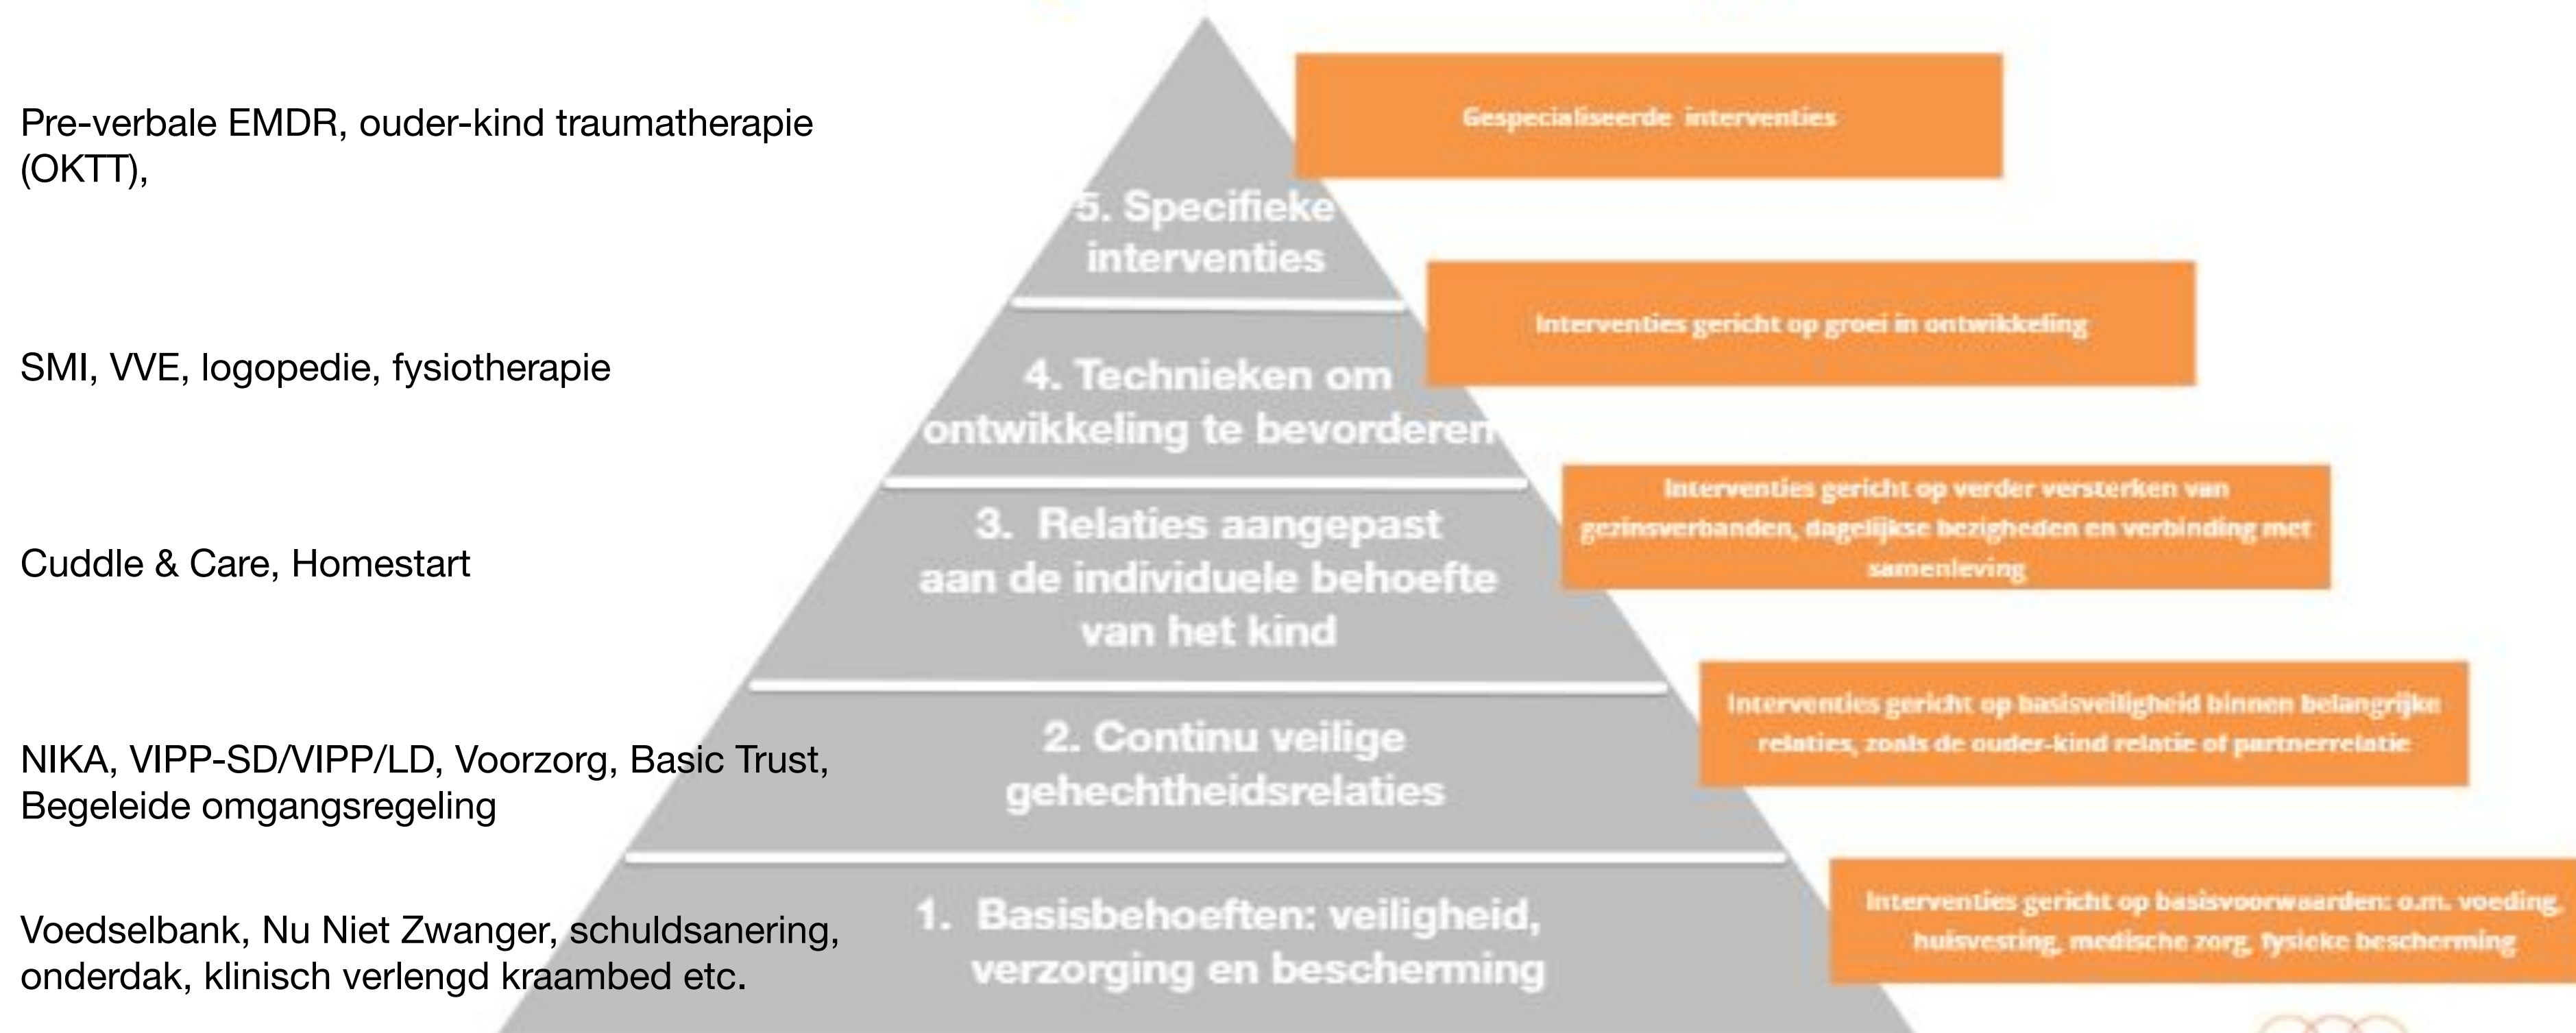 Pre-verbale EMDR, ouder-kind traumatherapie
(OKTT),
5. Specifieke
interventies
Gespecialiseerde interventies
SMI, VVE, logopedie, fysiotherapie
4. Technieken om
ontwikkeling te bevorderen
Interventies gericht op groei in ontwikkeling
Cuddle & Care, Homestart
3. Relaties aangepast
aan de individuele behoefte
van het kind
Interventies gericht op verder versterken van
gezinsverbanden, dagelijkse bezigheden en verbinding met
samenleving
NIKA, VIPP-SD/VIPP/LD, Voorzorg, Basic Trust,
Begeleide omgangsregeling
2. Continu veilige
gehechtheidsrelaties
Interventies gericht op basisveiligheid binnen belangrijke
relaties, zoals de ouder-kind relatie of partnerrelatie
Voedselbank, Nu Niet Zwanger, schuldsanering,
onderdak, klinisch verlengd kraambed etc.
1. Basisbehoeften: veiligheid,
verzorging en bescherming
Interventies gericht op basisvoorwaarden: o.m. voeding,
huisvesting, medische zorg, fysieke bescherming